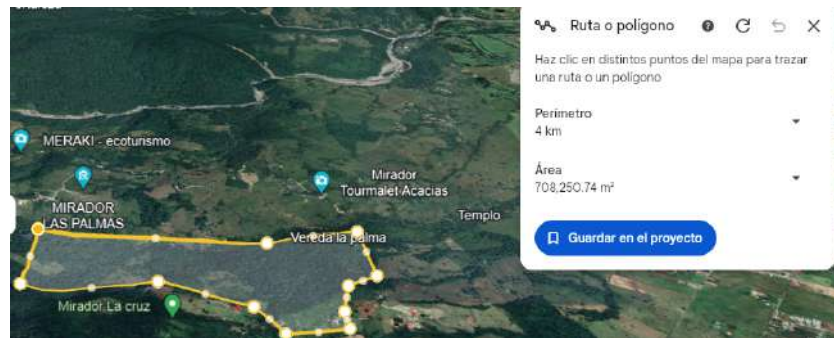 Ruta o polígono
Haz clic en distintos puntos del mapa para trazar
una ruta o un polígono
Perímetro
4 km
Área
708,250.74 m²
Guardar en el proyecto
MERAKI - ecoturismo
Mirador
Tourmalet Acacias
MIRADOR
LAS PALMAS
Templo
Vereda la palma
Mirador La cruz